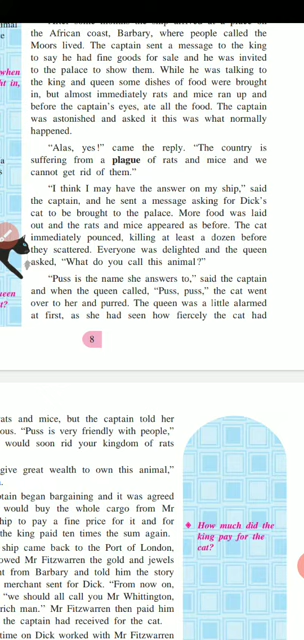 the African coast, Barbary, where people called the
Moors lived. The captain sent a message to the king
to say he had fine goods for sale and he was invited
to the palace to show them. While he was talking to
the king and queen some dishes of food were brought
in, but almost immediately rats and mice ran up and
before the captain's eyes, ate all the food. The captain
was astonished and asked it this was what normally
happened.
"Alas, yes!" came the reply. "The country is
suffering from a plague of rats and mice and we
cannot get rid of them."
"I think I may have the answer on my ship," said
the captain, and he sent a message asking for Dick's
cat to be brought to the palace. More food was laid
out and the rats and mice appeared as before. The cat
immediately pounced, killing at least a dozen before
they scattered. Everyone was delighted and the queen
asked, "What do you call this animal?"
"Puss is the name she answers to," said the captain
and when the queen called, "Puss, puss," the cat went
over to her and purred. The queen was a little alarmed
at first, as she had seen how fiercely the cat had
when
t?
8
rats and mice, but the captain told her
ous. "Puss is very friendly with people,"
would soon rid your kingdom of rats
give great wealth to own this animal,"
ptain began bargaining and it was agreed
would buy the whole cargo from Mr
hip to pay a fine price for it and for
the king paid ten times the sum again.
ship came back to the Port of London,
owed Mr Fitzwarren the gold and jewels
t from Barbary and told him the story
merchant sent for Dick. "From now on,
"we should all call you Mr Whittington,
rich man." Mr Fitzwarren then paid him
the captain had received for the cat.
time on Dick worked with Mr Fitzwarren
How much did the
king pay for the
cat?